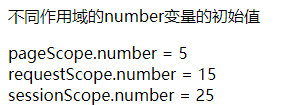 不同作用域的number变量的初始值
pageScope.number = 5
requestScope.number = 15
sessionScope.number = 25